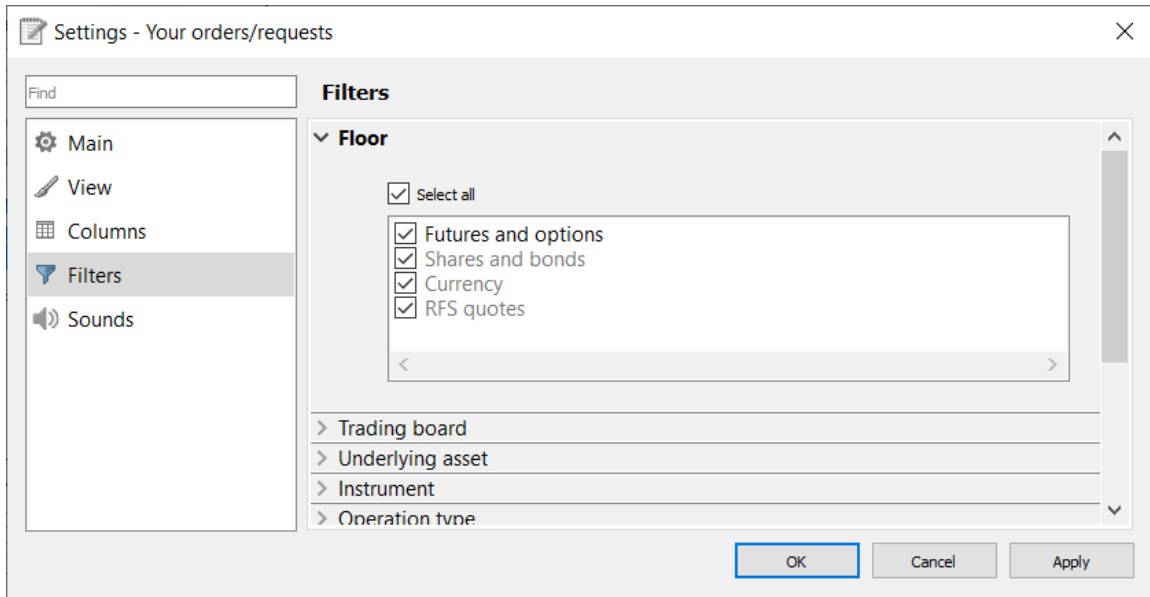 Settings - Your orders/requests
Find
Main
View
Columns
Filters
Sounds
Filters
Floor
Select all
Futures and options
Shares and bonds
Currency
RFS quotes
Trading board
Underlying asset
Instrument
Operation type
OK
Cancel
Apply